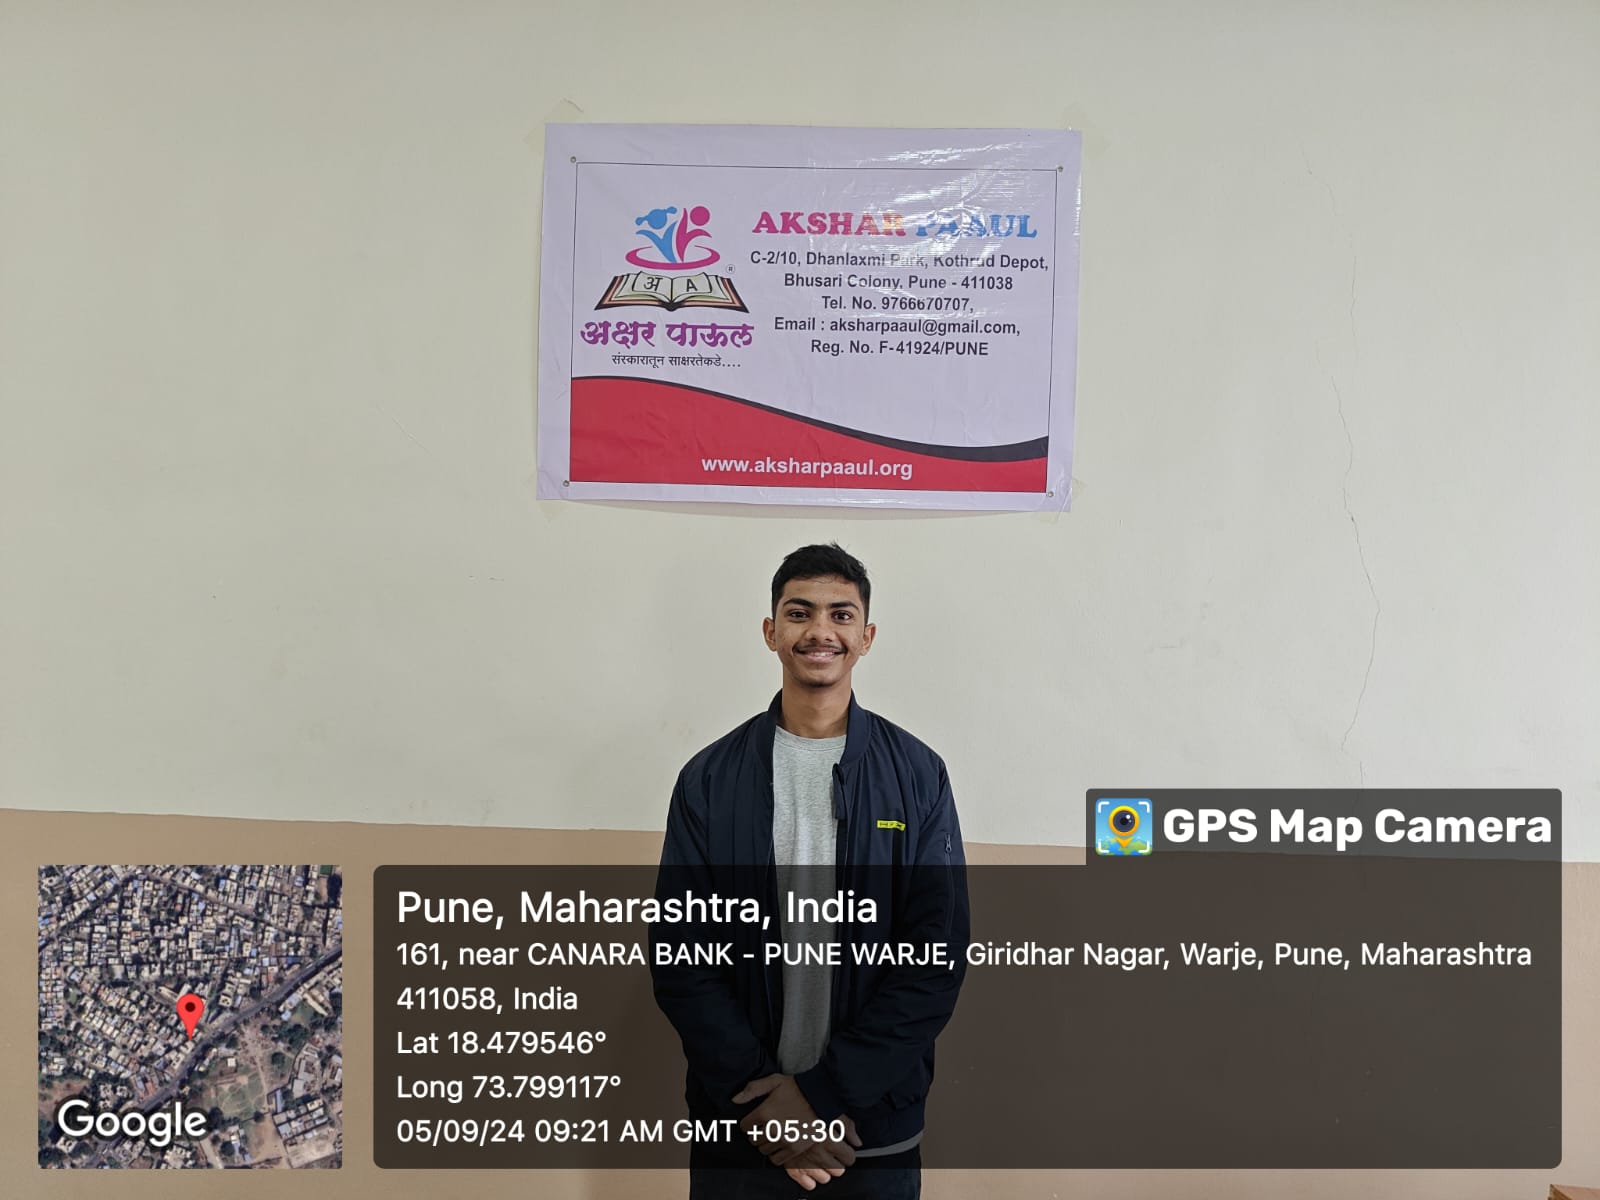 AKSHAR PAAUL
C-2/10, Dhanlaxmi Park, Kothrud Depot,
Bhusari Colony, Pune - 411038
Tel. No. 9766670707,
Email : aksharpaaul@gmail.com,
Reg. No. F-41924/PUNE
अ A
®
अक्षर पाऊल
संस्कारातून साक्षरतेकडे....
www.aksharpaaul.org
GPS Map Camera
Pune, Maharashtra, India
161, near CANARA BANK - PUNE WARJE, Giridhar Nagar, Warje, Pune, Maharashtra
411058, India
Lat 18.479546°
Long 73.799117°
05/09/24 09:21 AM GMT +05:30
Google